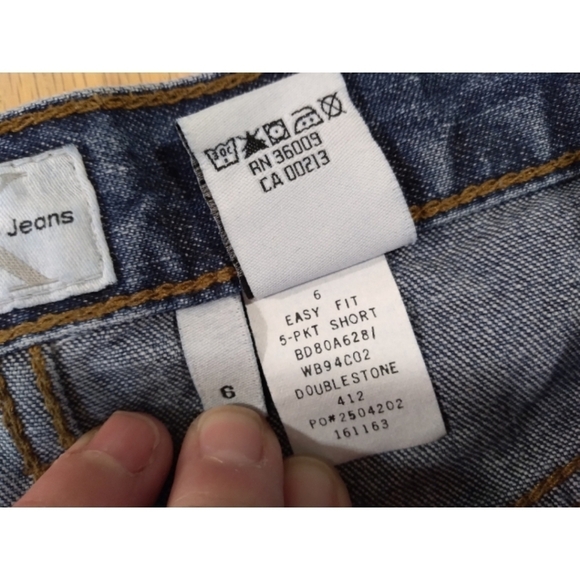 Jeans
30C
RN 36009
CA 00213
6
EASY FIT
5-PKT SHORT
BD80A628/
WB94C02
DOUBLESTONE
412
PO#2504202
161163
6